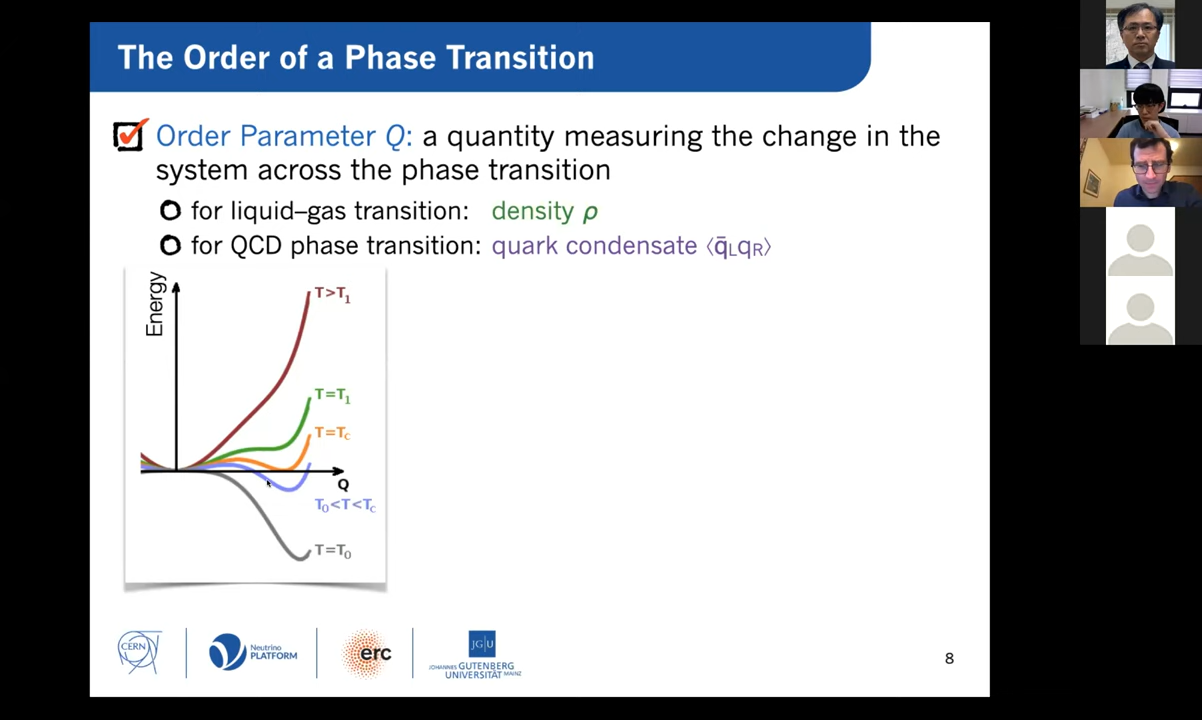 The Order of a Phase Transition
Order Parameter Q: a quantity measuring the change in the
system across the phase transition
for liquid–gas transition: density ρ
for QCD phase transition: quark condensate ⟨q̄LqR⟩
Energy
T>T₁
T=T₁
T=Tc
Q
T₀<T<Tc
T=T₀
CERN
Neutrino
PLATFORM
erc
JG|U
JOHANNES GUTENBERG
UNIVERSITÄT MAINZ
8